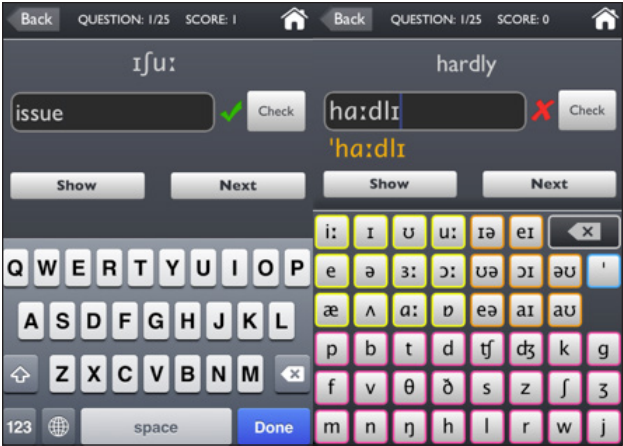 Back QUESTION: 1/25 SCORE: 1
ɪʃuː
issue Check
Show Next
Q W E R T Y U I O P
A S D F G H J K L
Z X C V B N M
123 space Done
Back QUESTION: 1/25 SCORE: 0
hardly
hɑːdlɪ Check
ˈhɑːdlɪ
Show Next
iː ɪ ʊ uː ɪə eɪ
e ə ɜː ɔː ʊə ɔɪ əʊ ˈ
æ ʌ ɑː ɒ eə aɪ aʊ
p b t d tʃ dʒ k g
f v θ ð s z ʃ ʒ
m n ŋ h l r w j